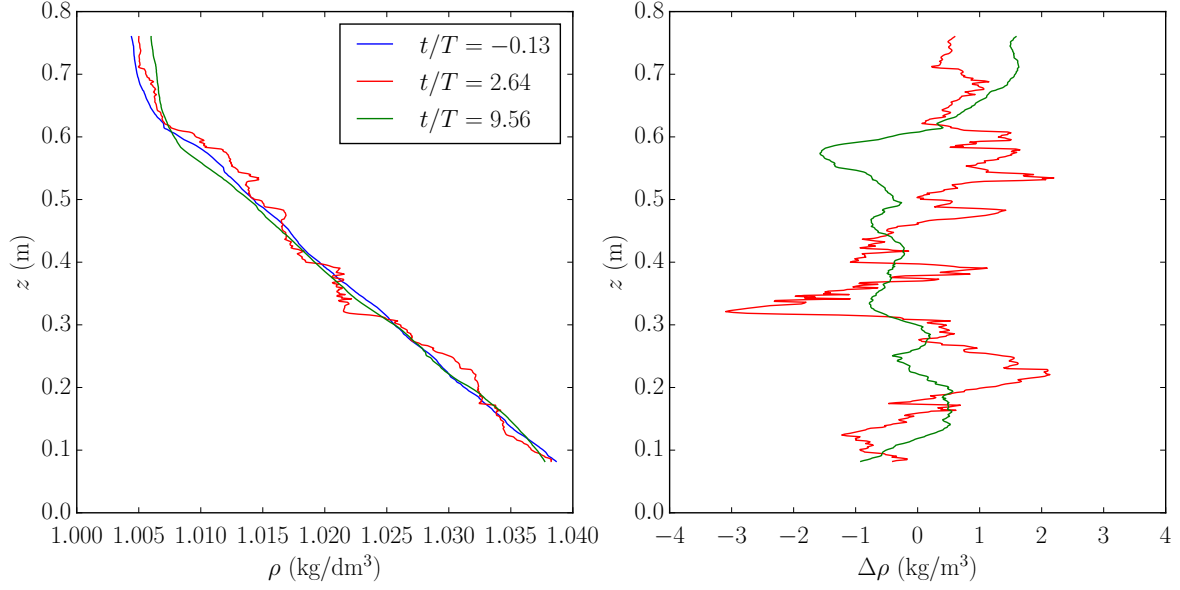 0.8
0.7
0.6
0.5
0.4
0.3
0.2
0.1
0.0
z (m)
1.000 1.005 1.010 1.015 1.020 1.025 1.030 1.035 1.040
ρ (kg/dm³)
t/T = −0.13
t/T = 2.64
t/T = 9.56
0.8
0.7
0.6
0.5
0.4
0.3
0.2
0.1
0.0
z (m)
−4 −3 −2 −1 0 1 2 3 4
Δρ (kg/m³)